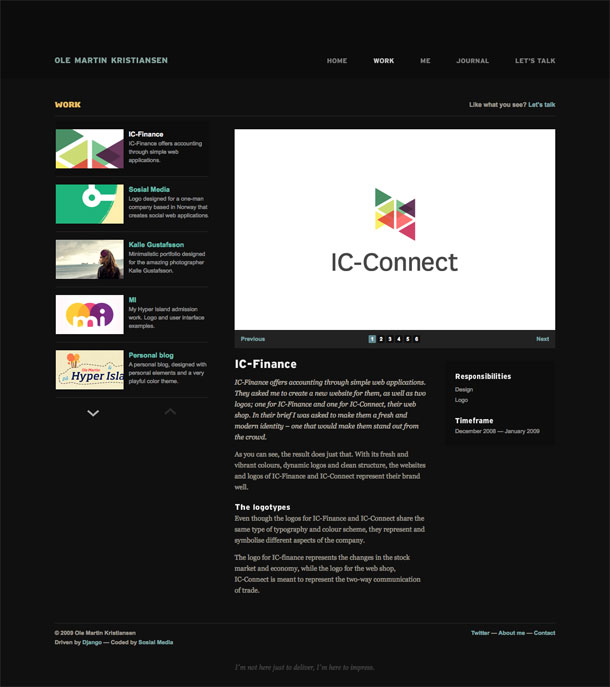 OLE MARTIN KRISTIANSEN
HOME WORK ME JOURNAL LET'S TALK
WORK
Like what you see? Let's talk
IC-Finance
IC-Finance offers accounting
through simple web
applications.
Sosial Media
Logo designed for a one-man
company based in Norway that
creates social web applications.
Kalle Gustafsson
Minimalistic portfolio designed
for the amazing photographer
Kalle Gustafsson.
mi
MI
My Hyper Island admission
work. Logo and user interface
examples.
Ole Martin
Hyper Isla
Personal blog
A personal blog, designed with
personal elements and a very
playful color theme.
IC-Connect
Previous 1 2 3 4 5 6 Next
IC-Finance
IC-Finance offers accounting through simple web applications.
They asked me to create a new website for them, as well as two
logos; one for IC-Finance and one for IC-Connect, their web
shop. In their brief I was asked to make them a fresh and
modern identity – one that would make them stand out from
the crowd.
As you can see, the result does just that. With its fresh and
vibrant colours, dynamic logos and clean structure, the websites
and logos of IC-Finance and IC-Connect represent their brand
well.
The logotypes
Even though the logos for IC-Finance and IC-Connect share the
same type of typography and colour scheme, they represent and
symbolise different aspects of the company.
The logo for IC-finance represents the changes in the stock
market and economy, while the logo for the web shop,
IC-Connect is meant to represent the two-way communication
of trade.
Responsibilities
Design
Logo
Timeframe
December 2008 — January 2009
© 2009 Ole Martin Kristiansen
Driven by Django — Coded by Sosial Media
Twitter — About me — Contact
I'm not here just to deliver, I'm here to impress.